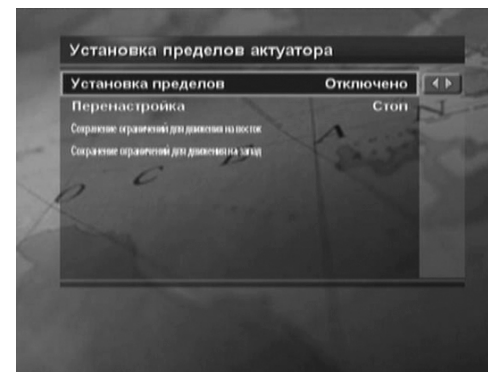 Установка пределов актуатора
Установка пределов Отключено
Перенастройка Стоп
Сохранение ограничений для движения на восток
Сохранение ограничений для движения на запад